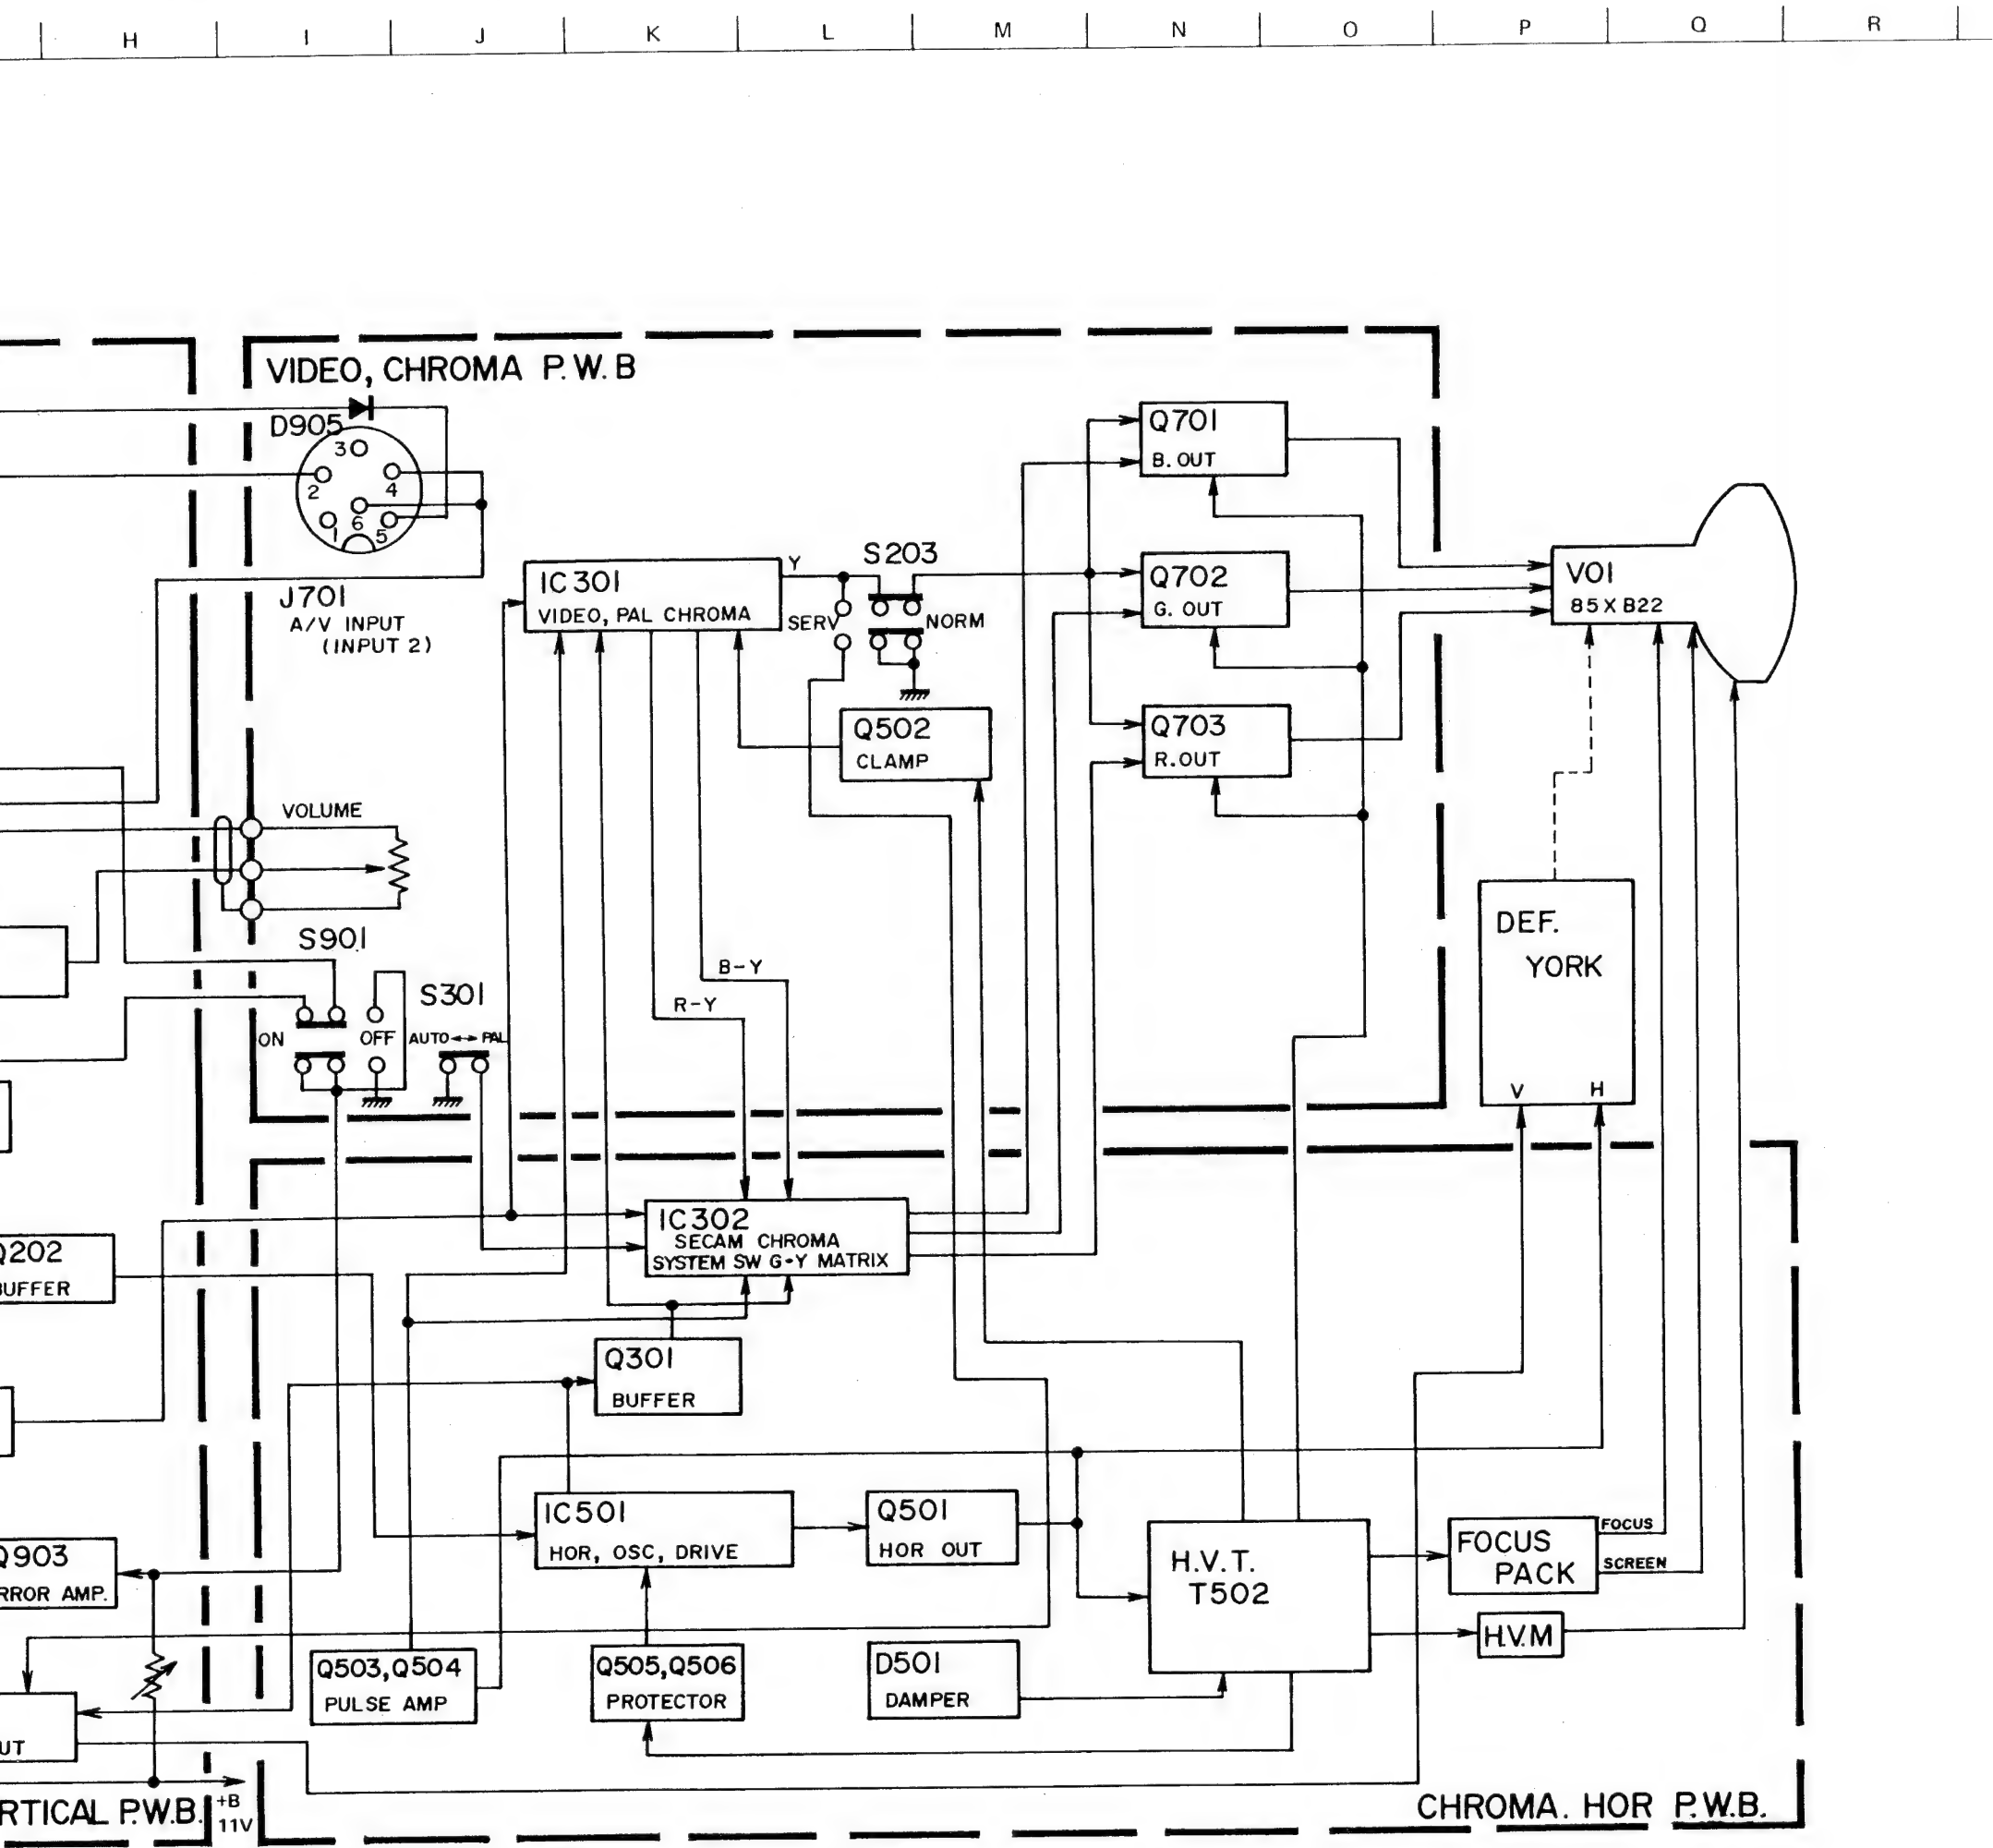 H I J K L M N O P Q R
VIDEO, CHROMA P.W.B
D905
3
2 4
6
1 5
J701
A/V INPUT
(INPUT 2)
IC301
VIDEO, PAL CHROMA
Y
S203
SERV
NORM
Q701
B. OUT
Q702
G. OUT
Q703
R.OUT
V01
85XB22
Q502
CLAMP
VOLUME
S901
ON
OFF
S301
AUTO↔PAL
B-Y
R-Y
DEF.
YORK
V H
IC302
SECAM CHROMA
SYSTEM SW G-Y MATRIX
Q202
BUFFER
Q301
BUFFER
IC501
HOR, OSC, DRIVE
Q501
HOR OUT
H.V.T.
T502
FOCUS
PACK
FOCUS
SCREEN
H.V.M
Q903
RROR AMP.
Q503,Q504
PULSE AMP
Q505,Q506
PROTECTOR
D501
DAMPER
UT
RTICAL P.W.B.
+B
11V
CHROMA. HOR P.W.B.